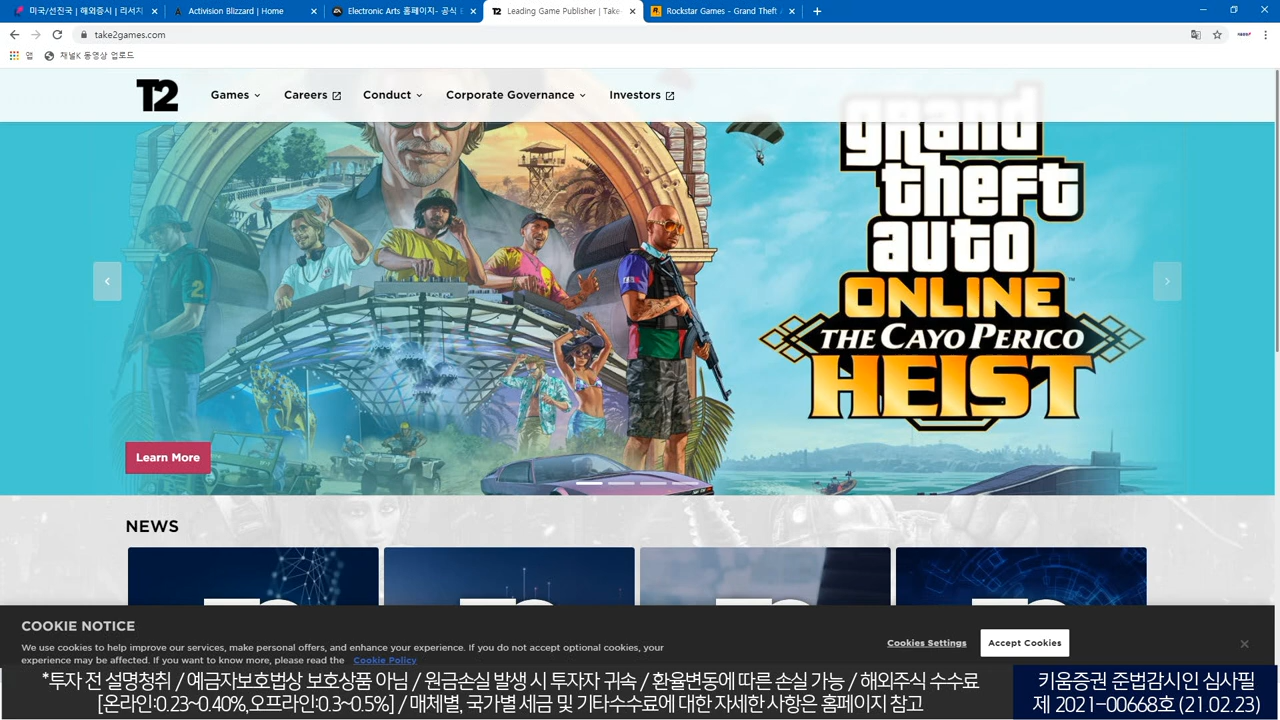 미국/선진국 | 해외증시 | 리서치
Activision Blizzard | Home
Electronic Arts 홈페이지- 공식 E
T2 Leading Game Publisher | Take-
Rockstar Games - Grand Theft A
take2games.com
앱
채널K 동영상 업로드
T2
Games
Careers
Conduct
Corporate Governance
Investors
grand
theft
auto
ONLINE
THE CAYO PERICO
HEIST
™
2
Learn More
NEWS
COOKIE NOTICE
We use cookies to help improve our services, make personal offers, and enhance your experience. If you do not accept optional cookies, your
experience may be affected. If you want to know more, please read the Cookie Policy
Cookies Settings
Accept Cookies
*투자 전 설명청취 / 예금자보호법상 보호상품 아님 / 원금손실 발생 시 투자자 귀속 / 환율변동에 따른 손실 가능 / 해외주식 수수료
[온라인:0.23~0.40%,오프라인:0.3~0.5%] / 매체별, 국가별 세금 및 기타수수료에 대한 자세한 사항은 홈페이지 참고
키움증권 준법감시인 심사필
제 2021-00668호 (21.02.23)